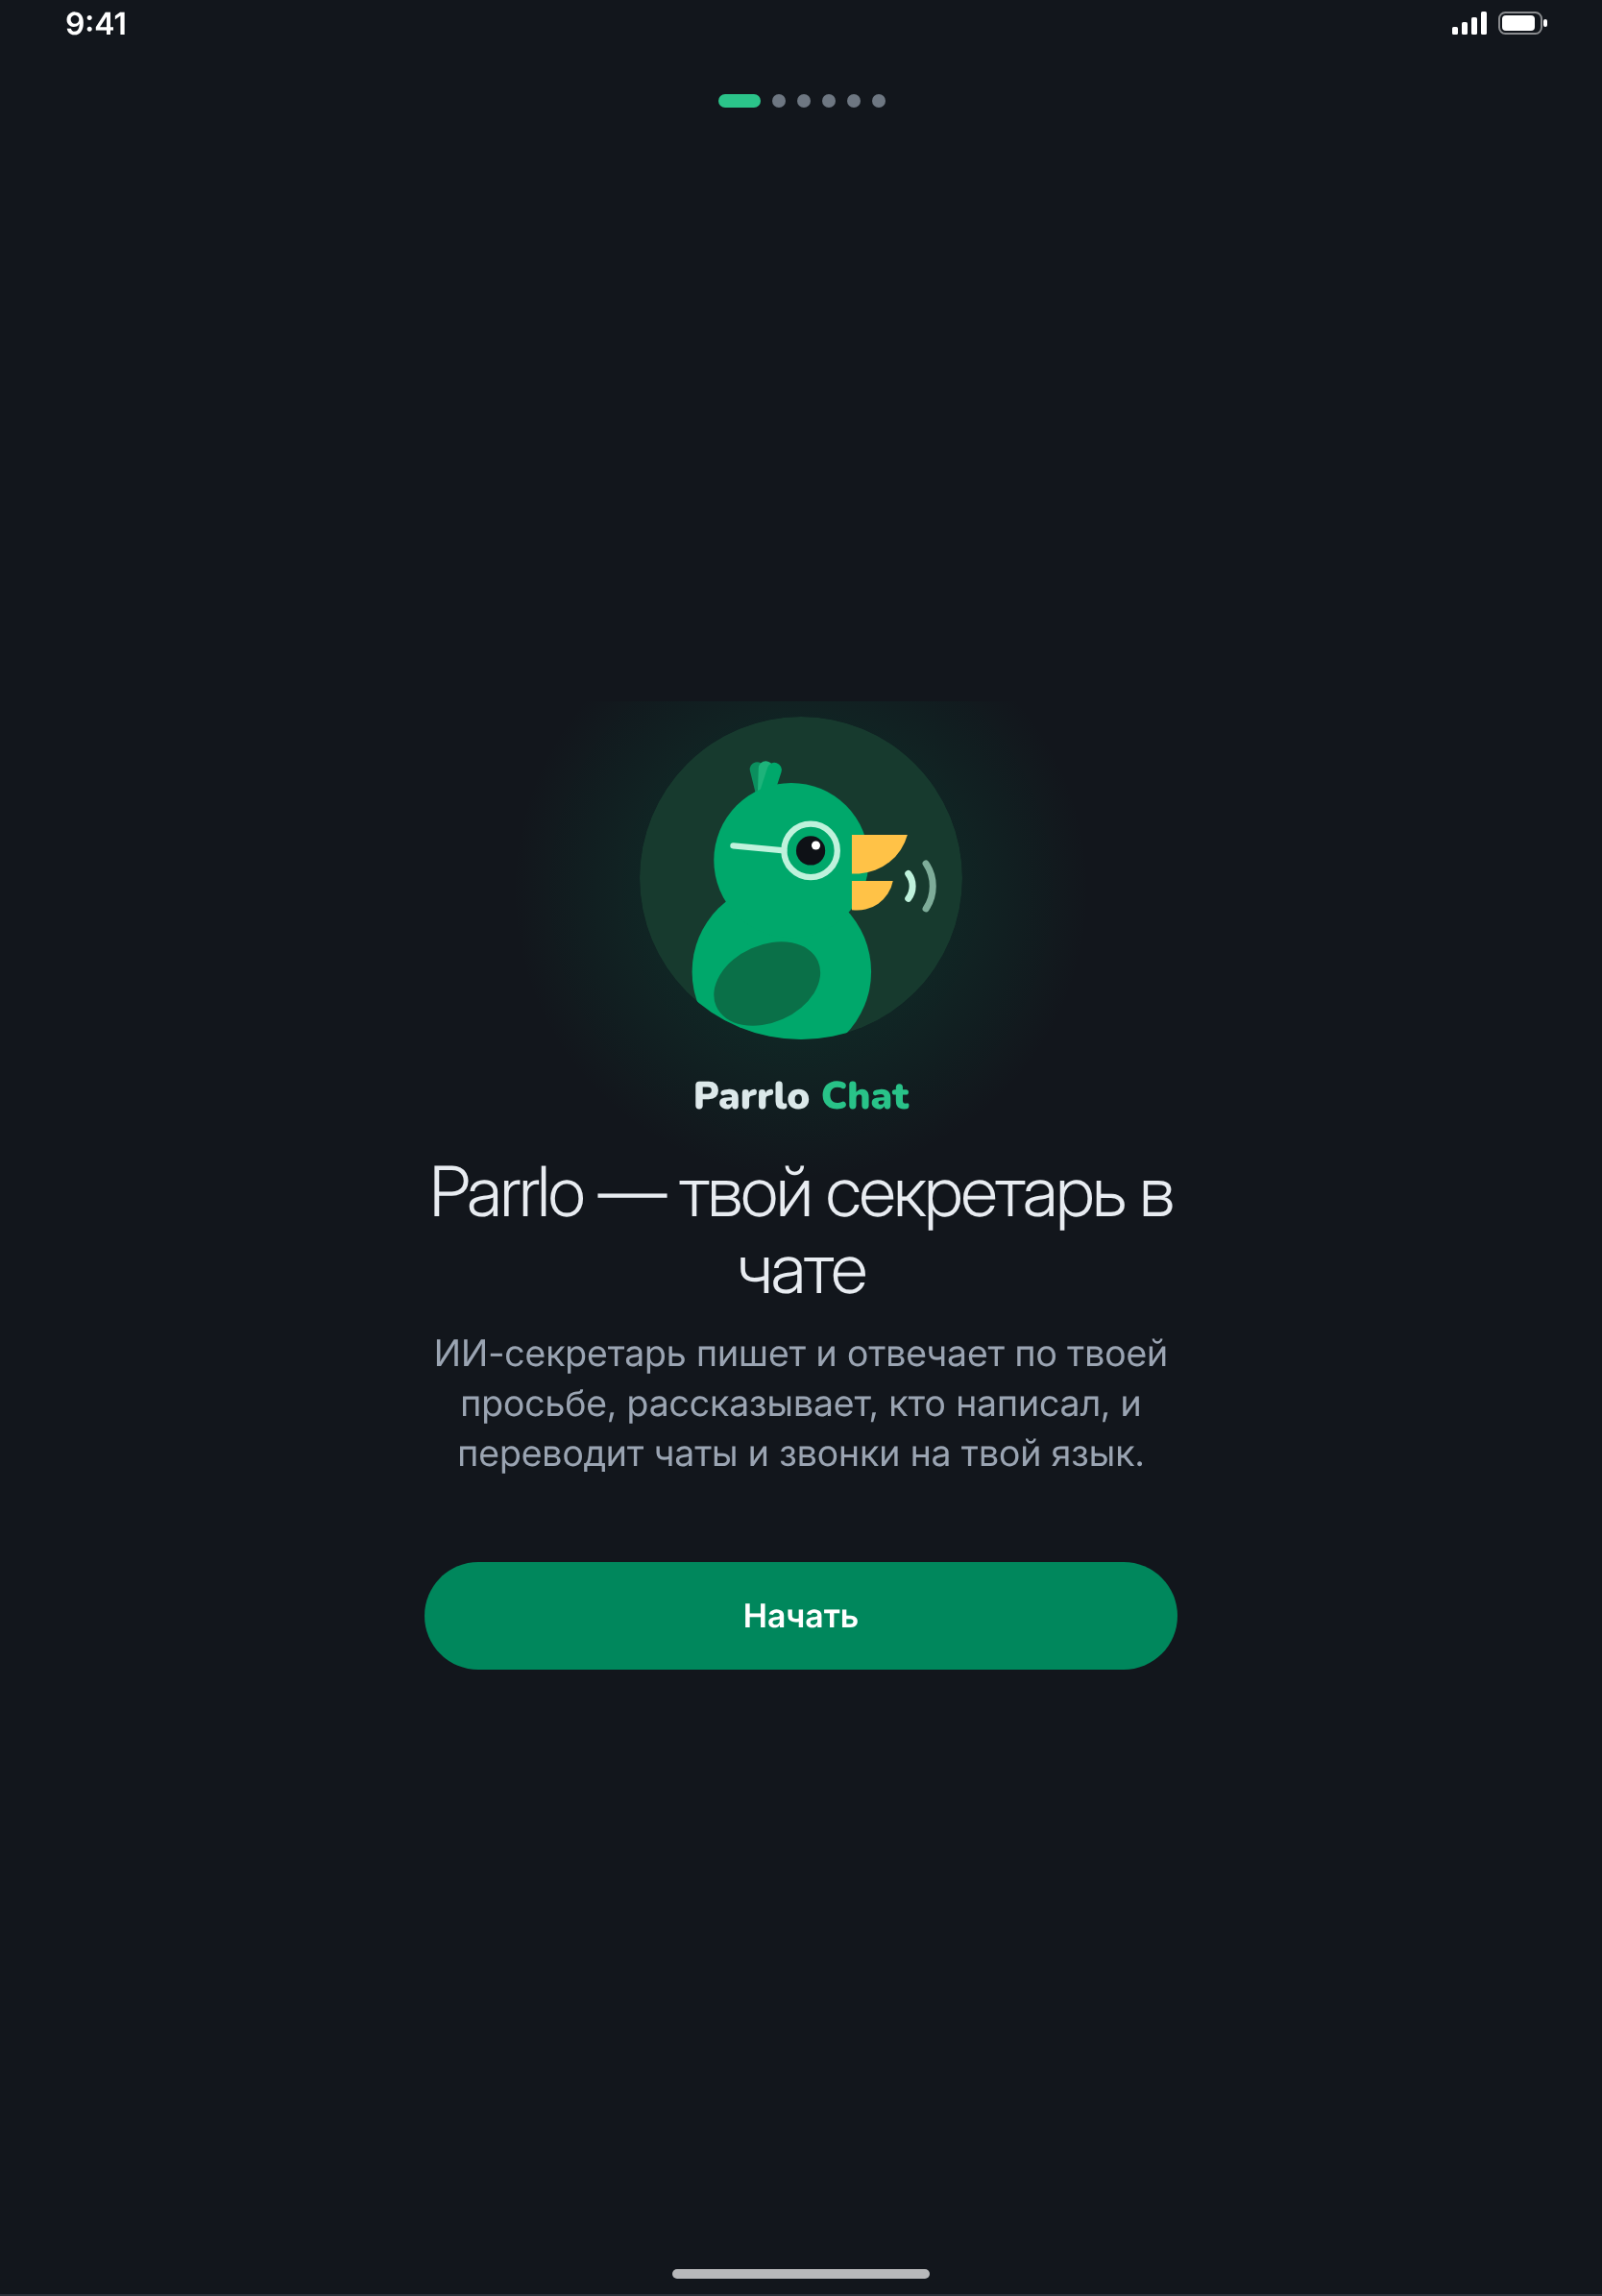 9:41
Parrlo Chat
Parrlo — твой секретарь в
чате
ИИ-секретарь пишет и отвечает по твоей
просьбе, рассказывает, кто написал, и
переводит чаты и звонки на твой язык.
Начать